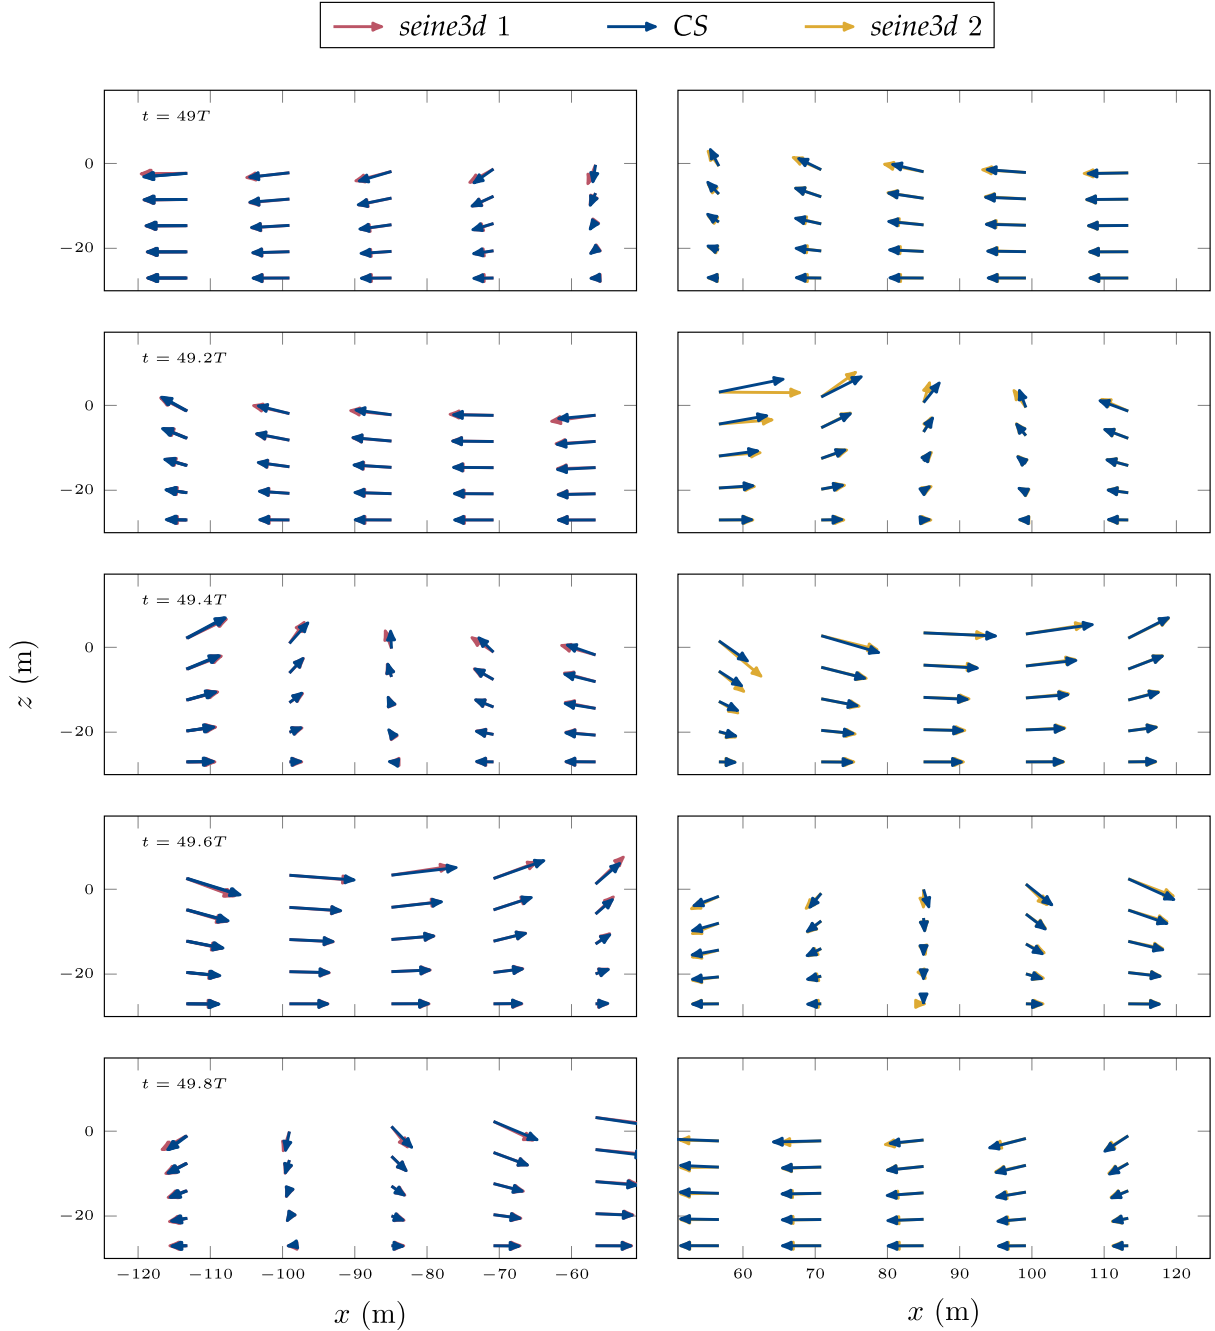 seine3d 1 CS seine3d 2
t = 49T
0
−20
t = 49.2T
0
−20
t = 49.4T
0
−20
z (m)
t = 49.6T
0
−20
t = 49.8T
0
−20
−120 −110 −100 −90 −80 −70 −60 60 70 80 90 100 110 120
x (m) x (m)